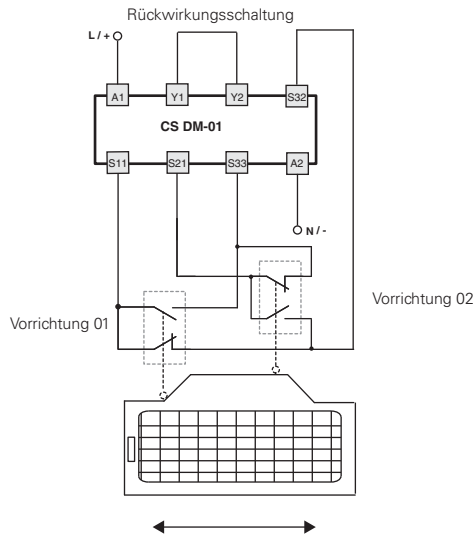 Rückwirkungsschaltung
L / +
A1 Y1 Y2 S32
CS DM-01
S11 S21 S33 A2
N / -
Vorrichtung 02
Vorrichtung 01